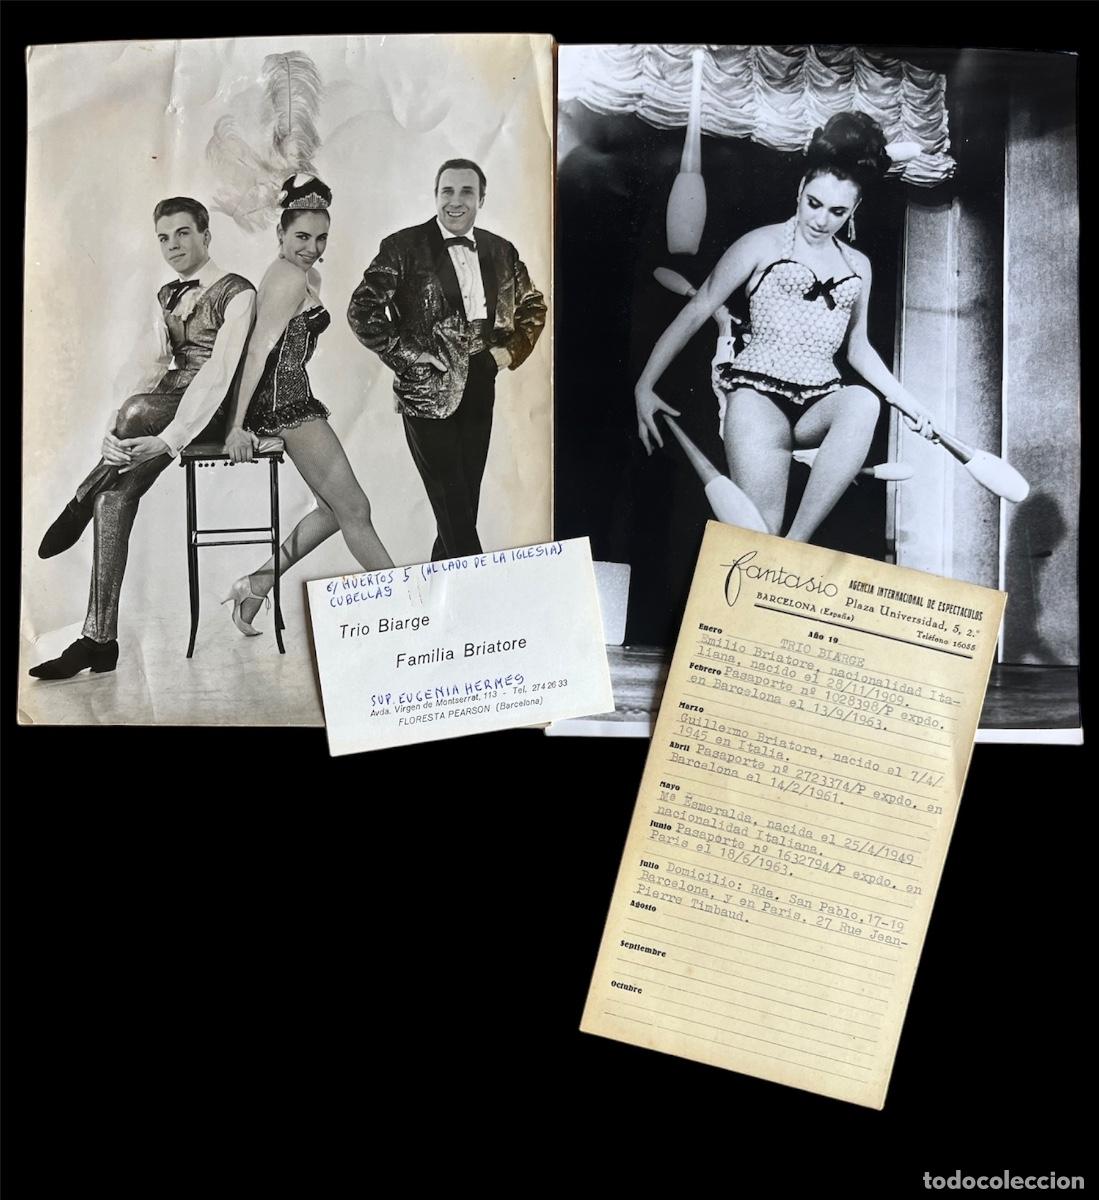 c/ HUERTOS 5 (AL LADO DE LA IGLESIA)
CUBELLAS
Trio Biarge
Familia Briatore
SUP. EUGENIA HERMES
Avda. Virgen de Montserrat, 113 - Tel. 274 26 33
FLORESTA PEARSON (Barcelona)
fantasio AGENCIA INTERNACIONAL DE ESPECTACULOS
Plaza Universidad, 5, 2.º
BARCELONA (España) Teléfono 16055
Año 19
Enero TRIO BIARGE
Emilio Briatore, nacionalidad Ita-
liana, nacido el 28/11/1909.
Febrero Pasaporte nº 1028398/P expdo.
en Barcelona el 13/9/1963.
Marzo
Guillermo Briatore, nacido el 7/4/
1945 en Italia.
Abril Pasaporte nº 2723374/P expdo. en
Barcelona el 14/2/1961.
Mayo
Mª Esmeralda, nacida el 25/4/1949
nacionalidad Italiana.
Junio Pasaporte nº 1632794/P expdo. en
Paris el 18/6/1963.
Julio Domicilio: Rda. San Pablo, 17-19
Barcelona, y en Paris. 27 Rue Jean-
Pierre Timbaud.
Agosto
Septiembre
Octubre
todocoleccion